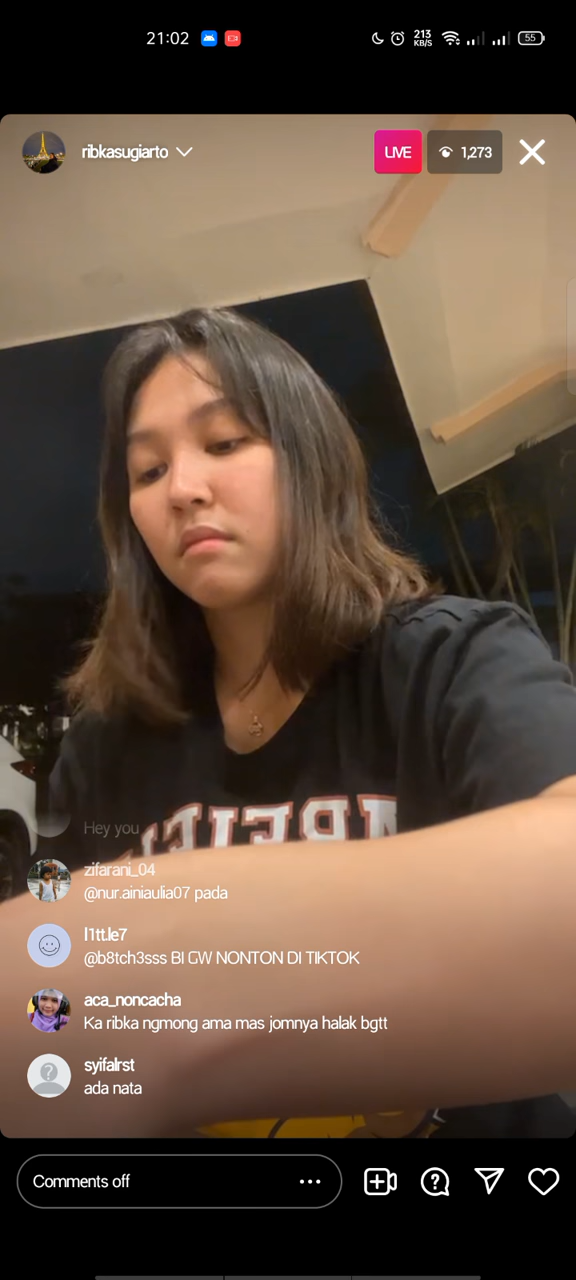 21:02
213
KB/S
55
ribkasugiarto
LIVE
1,273
Hey you
zifarani_04
@nur.ainiaulia07 pada
l1tt.le7
@b8tch3sss BI GW NONTON DI TIKTOK
aca_noncacha
Ka ribka ngmong ama mas jomnya halak bgtt
syifalrst
ada nata
Comments off